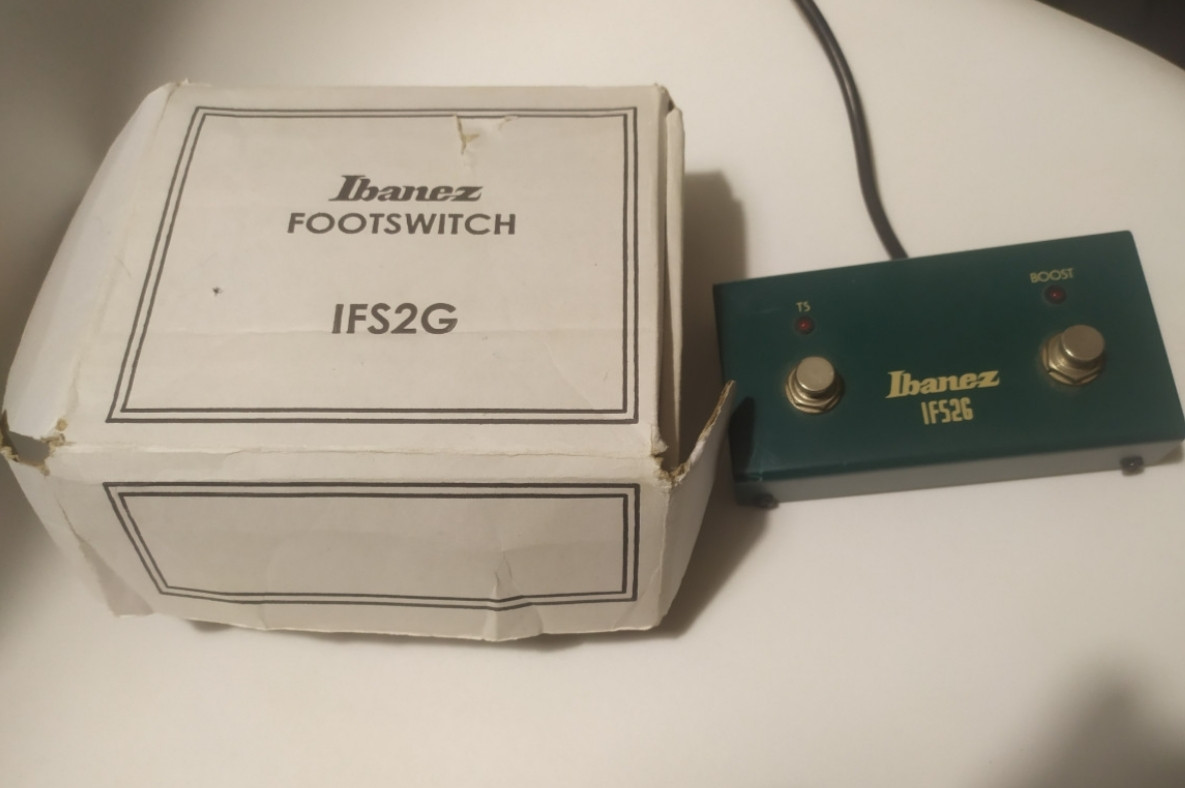 Ibanez
FOOTSWITCH
IFS2G
TS
BOOST
Ibanez
IFS2G